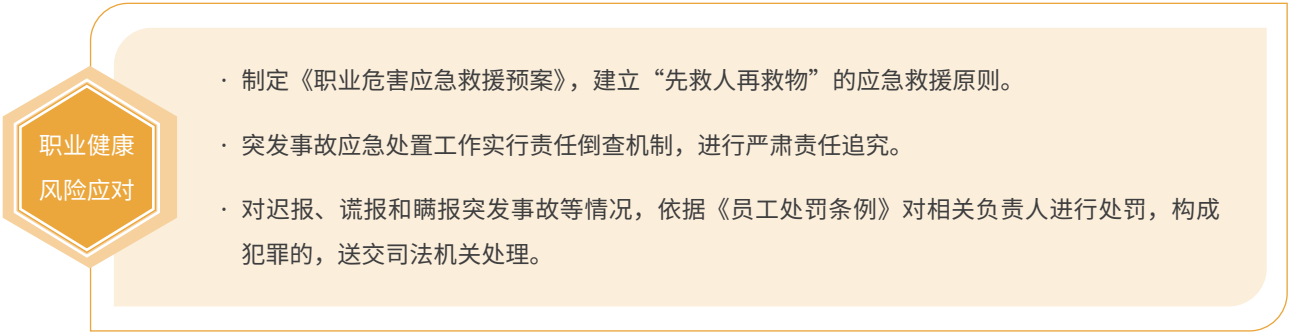 职业健康
风险应对
· 制定《职业危害应急救援预案》，建立“先救人再救物”的应急救援原则。
· 突发事故应急处置工作实行责任倒查机制，进行严肃责任追究。
· 对迟报、谎报和瞒报突发事故等情况，依据《员工处罚条例》对相关负责人进行处罚，构成
犯罪的，送交司法机关处理。